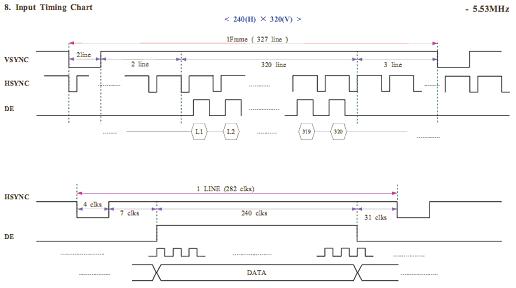 8. Input Timing Chart
- 5.53MHz
< 240(H) × 320(V) >
1Frme ( 327 line )
VSYNC
2line
2 line
320 line
3 line
HSYNC
DE
L1
L2
319
320
HSYNC
1 LINE (282 clks)
4 clks
7 clks
240 clks
31 clks
DE
DATA